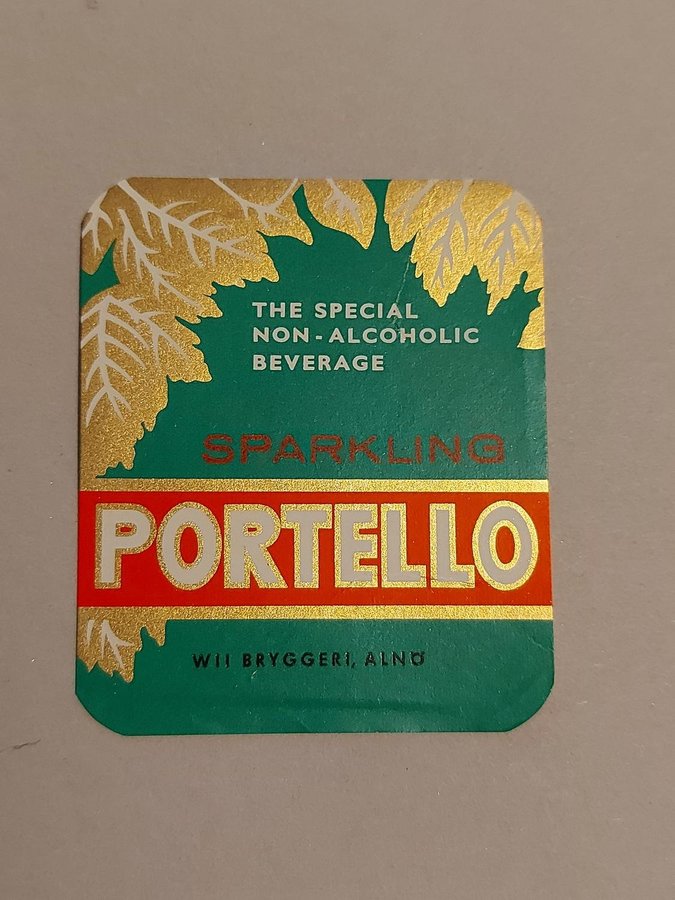 THE SPECIAL
NON-ALCOHOLIC
BEVERAGE
SPARKLING
PORTELLO
WII BRYGGERI, ALNÖ